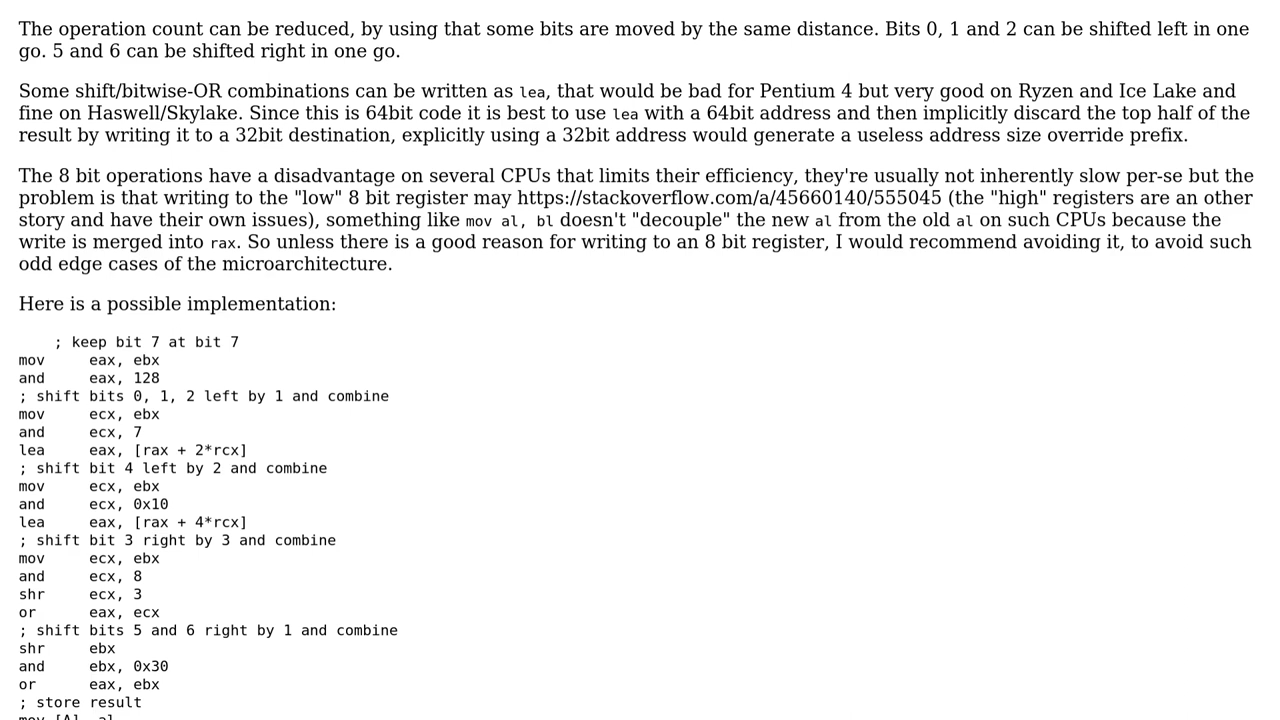 The operation count can be reduced, by using that some bits are moved by the same distance. Bits 0, 1 and 2 can be shifted left in one
go. 5 and 6 can be shifted right in one go.
Some shift/bitwise-OR combinations can be written as lea, that would be bad for Pentium 4 but very good on Ryzen and Ice Lake and
fine on Haswell/Skylake. Since this is 64bit code it is best to use lea with a 64bit address and then implicitly discard the top half of the
result by writing it to a 32bit destination, explicitly using a 32bit address would generate a useless address size override prefix.
The 8 bit operations have a disadvantage on several CPUs that limits their efficiency, they're usually not inherently slow per-se but the
problem is that writing to the "low" 8 bit register may https://stackoverflow.com/a/45660140/555045 (the "high" registers are an other
story and have their own issues), something like mov al, bl doesn't "decouple" the new al from the old al on such CPUs because the
write is merged into rax. So unless there is a good reason for writing to an 8 bit register, I would recommend avoiding it, to avoid such
odd edge cases of the microarchitecture.
Here is a possible implementation:
    ; keep bit 7 at bit 7
mov     eax, ebx
and     eax, 128
; shift bits 0, 1, 2 left by 1 and combine
mov     ecx, ebx
and     ecx, 7
lea     eax, [rax + 2*rcx]
; shift bit 4 left by 2 and combine
mov     ecx, ebx
and     ecx, 0x10
lea     eax, [rax + 4*rcx]
; shift bit 3 right by 3 and combine
mov     ecx, ebx
and     ecx, 8
shr     ecx, 3
or      eax, ecx
; shift bits 5 and 6 right by 1 and combine
shr     ebx
and     ebx, 0x30
or      eax, ebx
; store result
mov [A], al